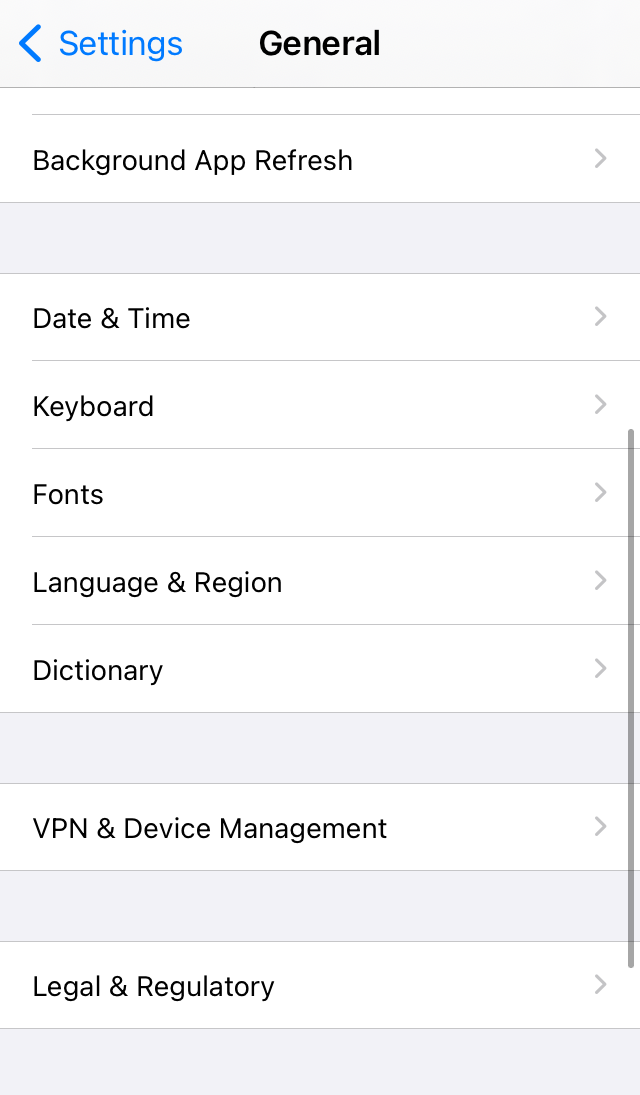 Settings General
Background App Refresh
Date & Time
Keyboard
Fonts
Language & Region
Dictionary
VPN & Device Management
Legal & Regulatory